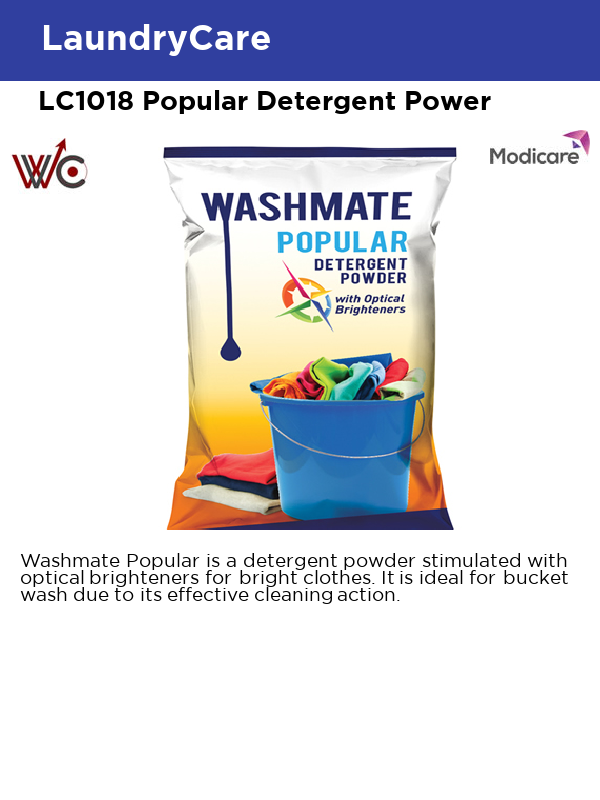 LaundryCare
LC1018 Popular Detergent Power
WC
Modicare
WASHMATE
POPULAR
DETERGENT
POWDER
with Optical
Brighteners
Washmate Popular is a detergent powder stimulated with
optical brighteners for bright clothes. It is ideal for bucket
wash due to its effective cleaning action.